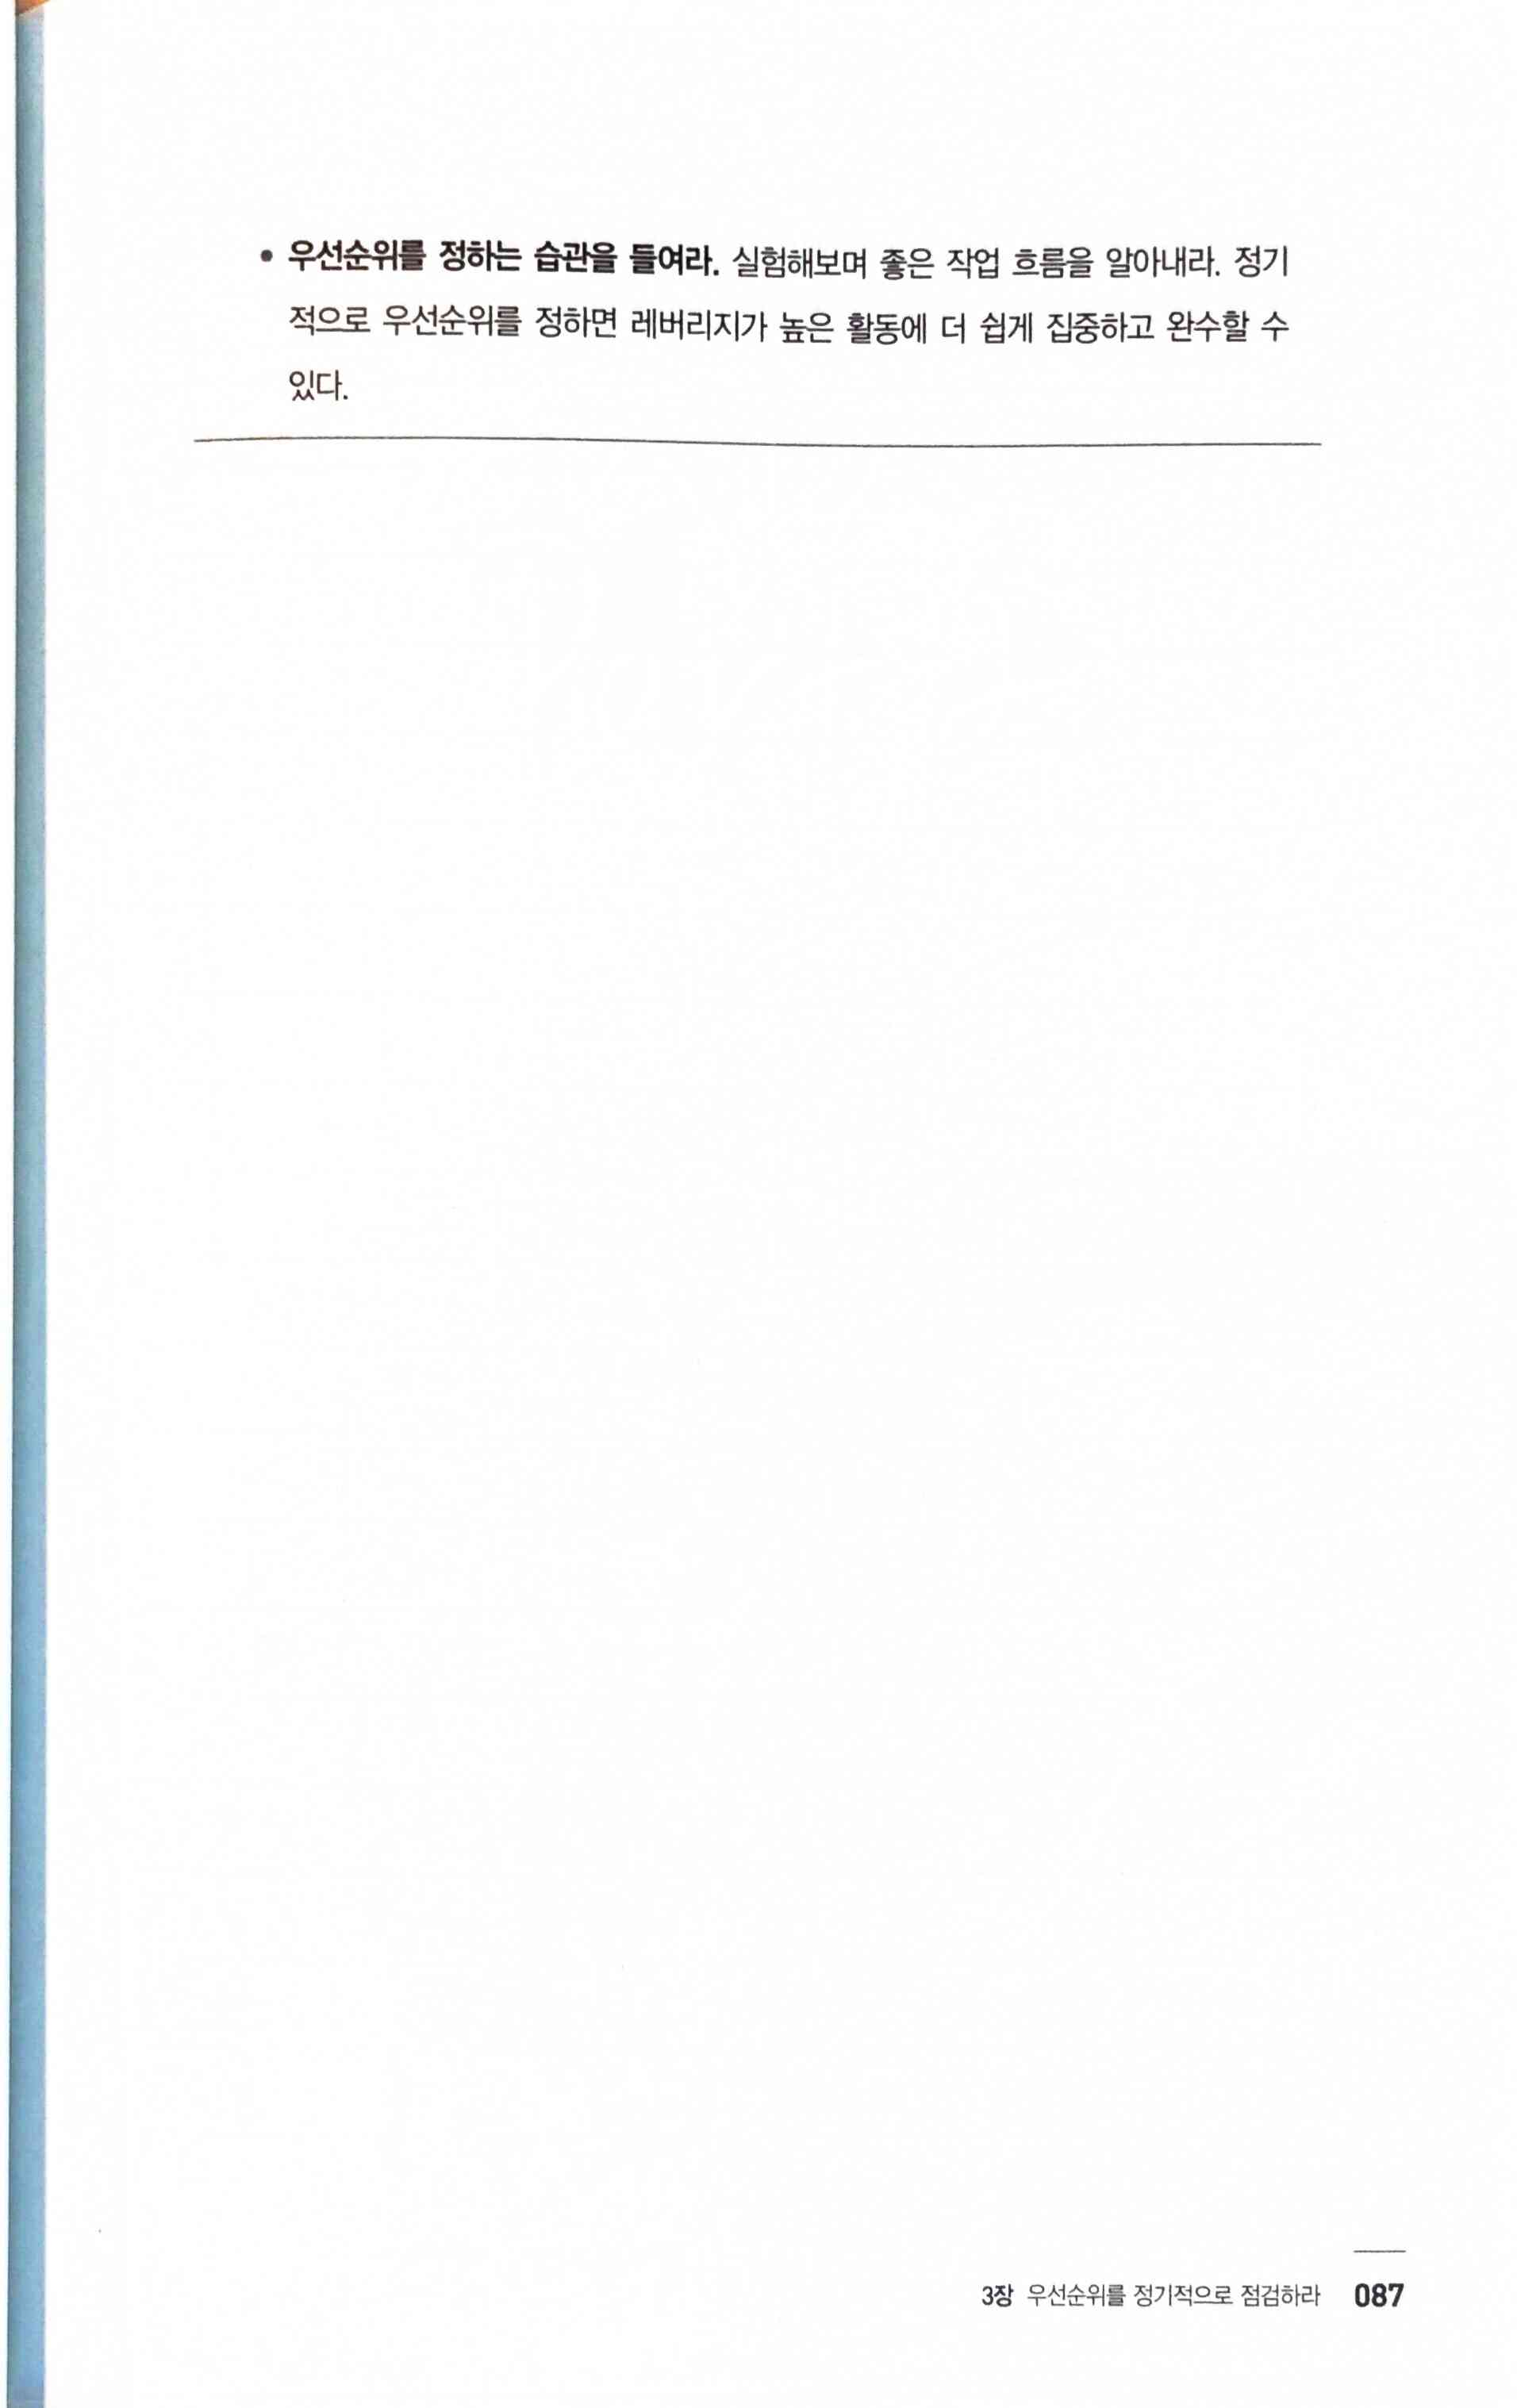 • 우선순위를 정하는 습관을 들여라. 실험해보며 좋은 작업 흐름을 알아내라. 정기
적으로 우선순위를 정하면 레버리지가 높은 활동에 더 쉽게 집중하고 완수할 수
있다.
3장 우선순위를 정기적으로 점검하라 087